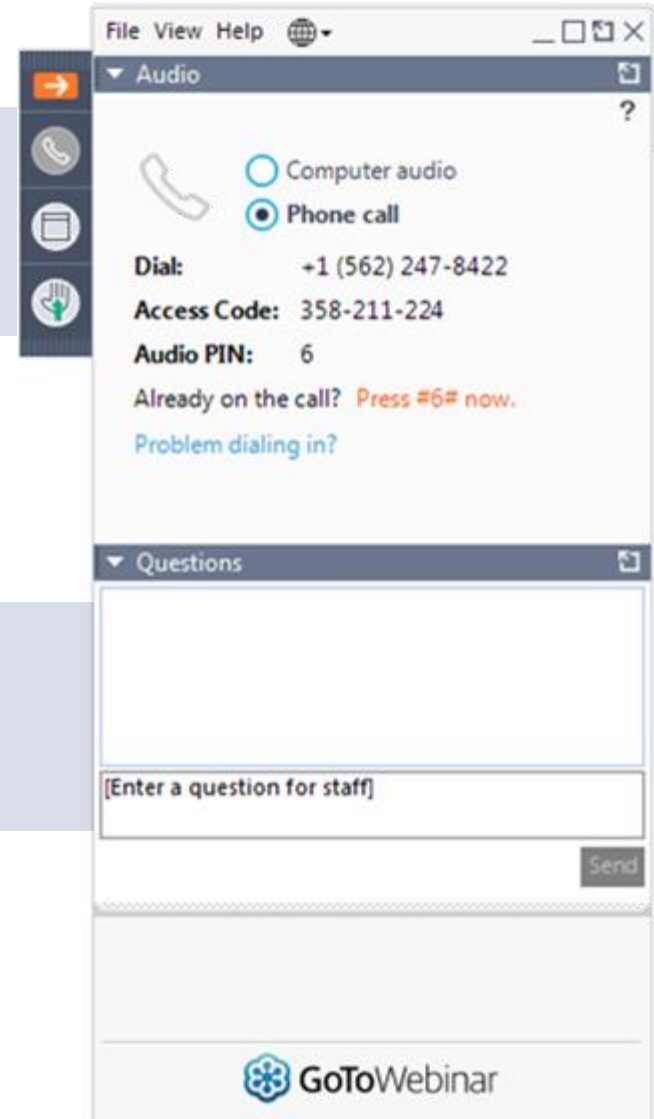 File View Help
Audio
?
Computer audio
Phone call
Dial: +1 (562) 247-8422
Access Code: 358-211-224
Audio PIN: 6
Already on the call? Press #6# now.
Problem dialing in?
Questions
[Enter a question for staff]
Send
GoToWebinar